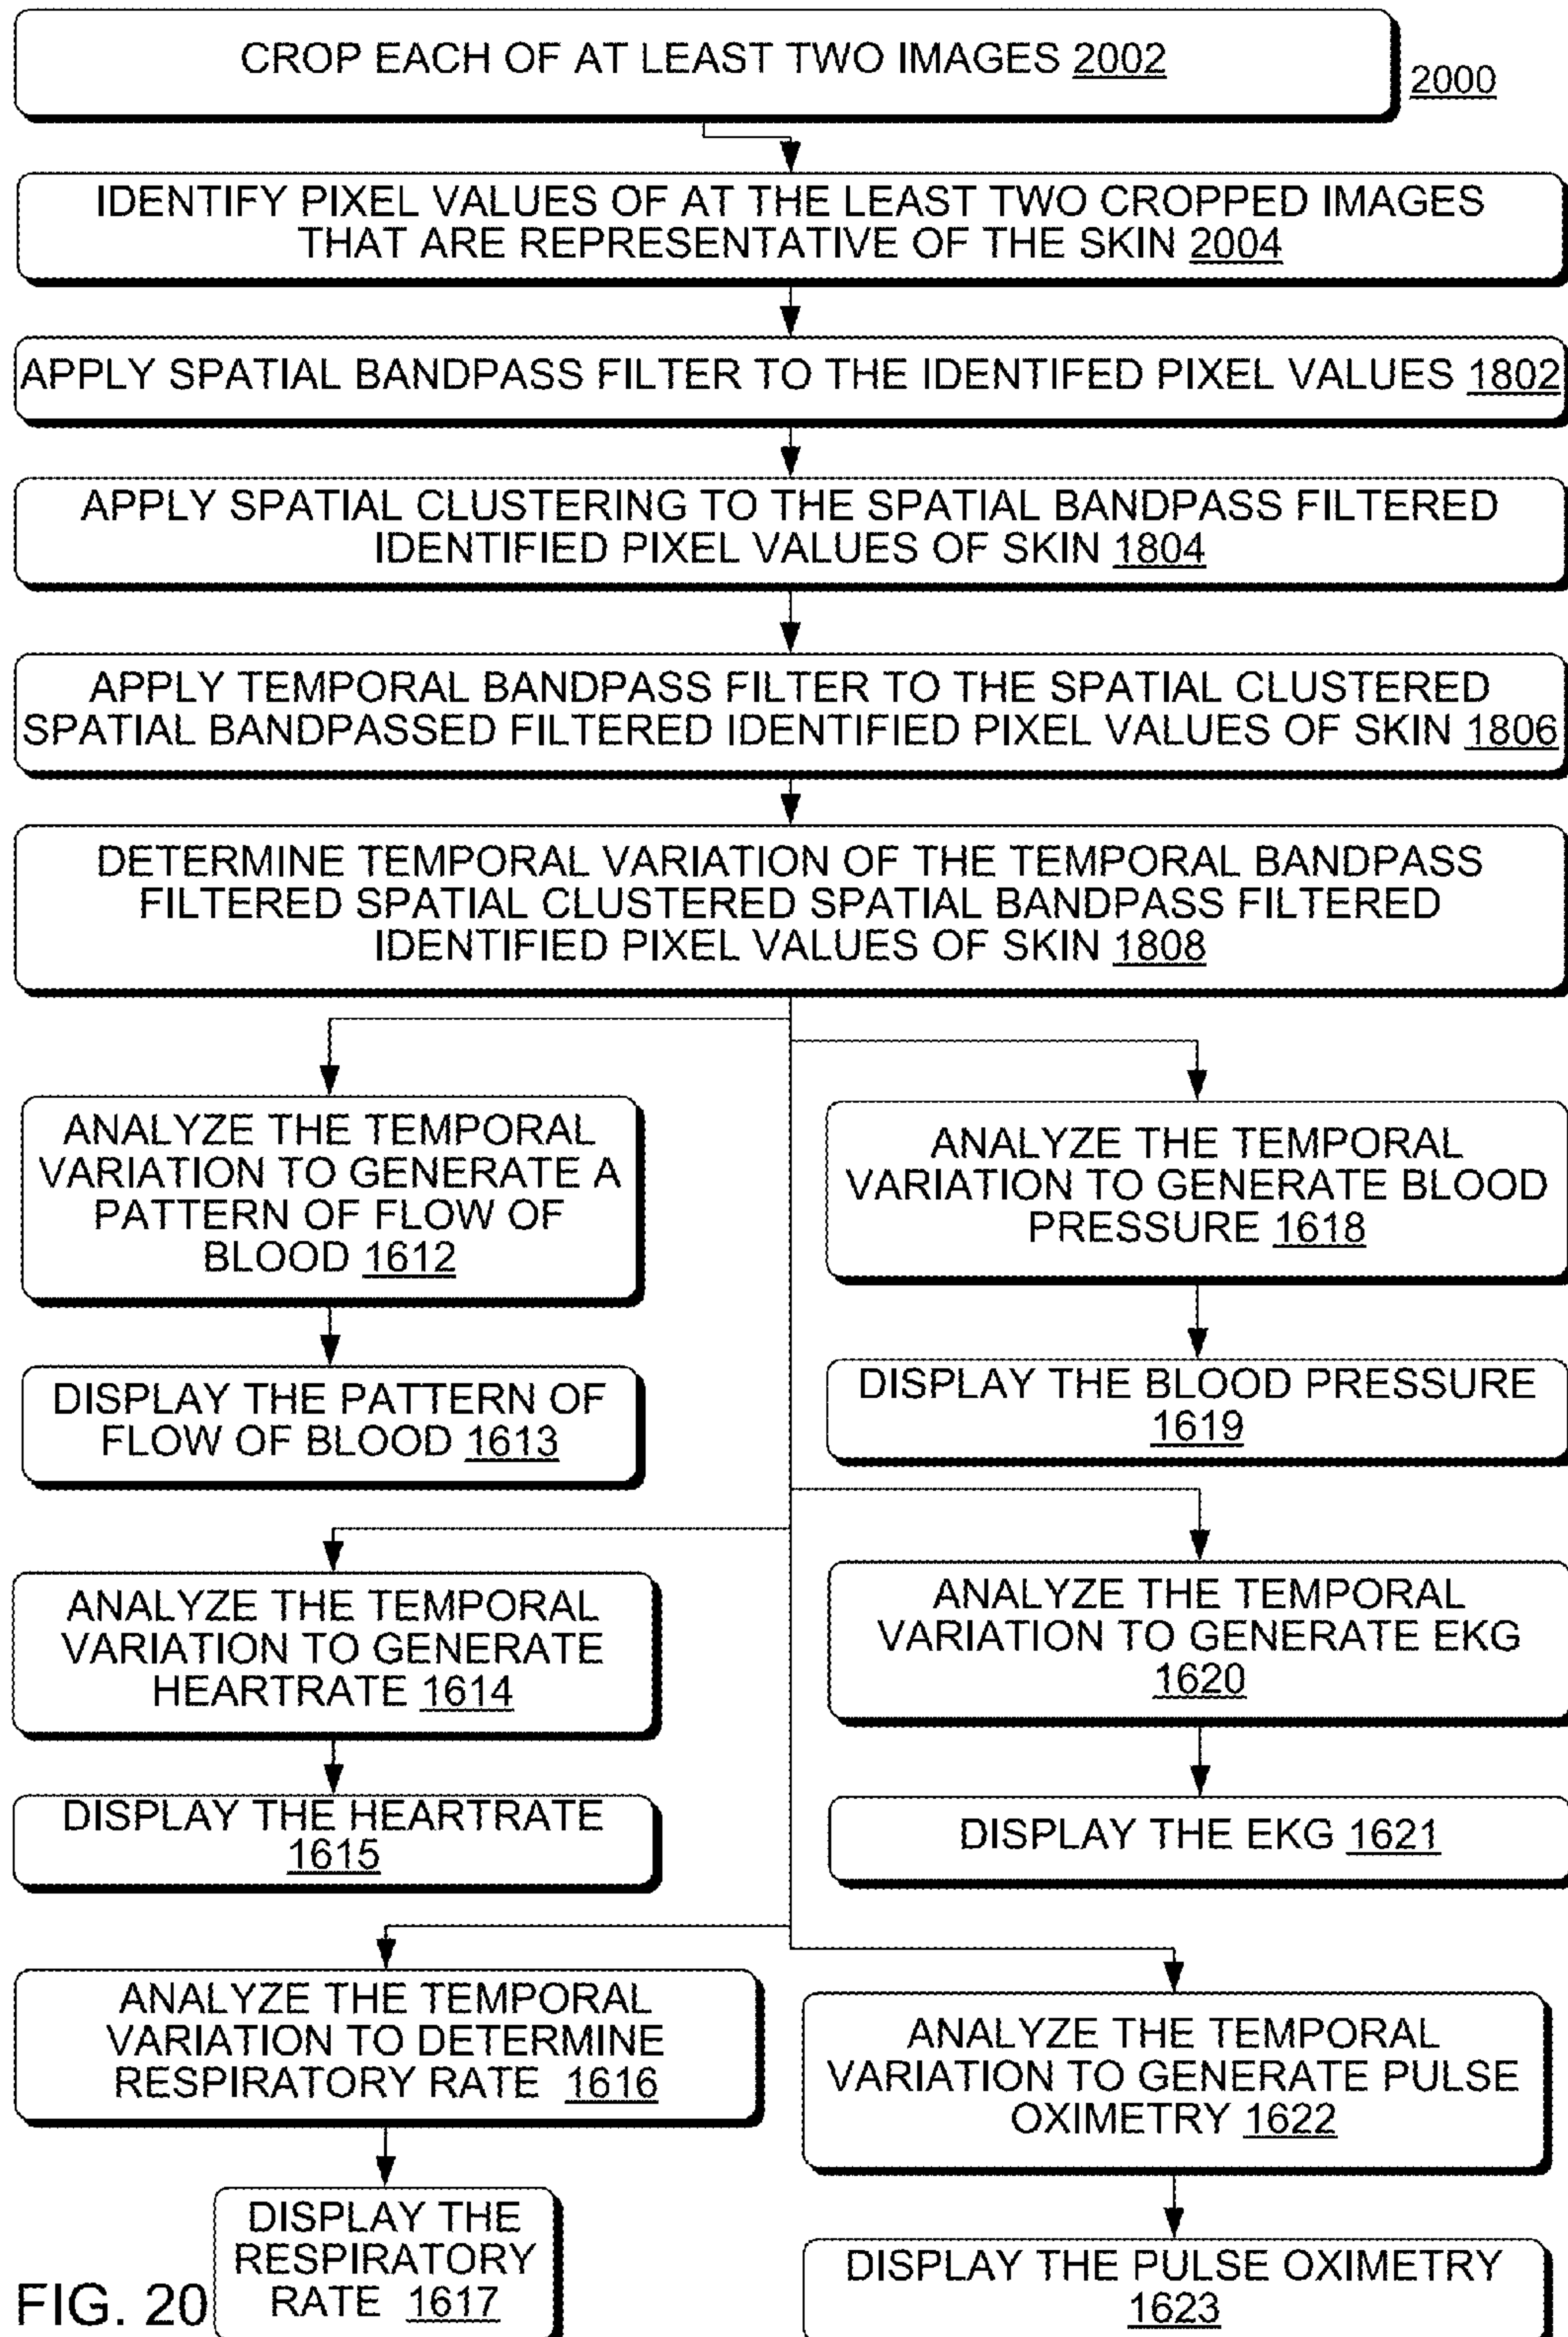 CROP EACH OF AT LEAST TWO IMAGES 2002
2000
IDENTIFY PIXEL VALUES OF AT THE LEAST TWO CROPPED IMAGES
THAT ARE REPRESENTATIVE OF THE SKIN 2004
APPLY SPATIAL BANDPASS FILTER TO THE IDENTIFED PIXEL VALUES 1802
APPLY SPATIAL CLUSTERING TO THE SPATIAL BANDPASS FILTERED
IDENTIFIED PIXEL VALUES OF SKIN 1804
APPLY TEMPORAL BANDPASS FILTER TO THE SPATIAL CLUSTERED
SPATIAL BANDPASSED FILTERED IDENTIFIED PIXEL VALUES OF SKIN 1806
DETERMINE TEMPORAL VARIATION OF THE TEMPORAL BANDPASS
FILTERED SPATIAL CLUSTERED SPATIAL BANDPASS FILTERED
IDENTIFIED PIXEL VALUES OF SKIN 1808
ANALYZE THE TEMPORAL
VARIATION TO GENERATE A
PATTERN OF FLOW OF
BLOOD 1612
ANALYZE THE TEMPORAL
VARIATION TO GENERATE BLOOD
PRESSURE 1618
DISPLAY THE PATTERN OF
FLOW OF BLOOD 1613
DISPLAY THE BLOOD PRESSURE
1619
ANALYZE THE TEMPORAL
VARIATION TO GENERATE
HEARTRATE 1614
ANALYZE THE TEMPORAL
VARIATION TO GENERATE EKG
1620
DISPLAY THE HEARTRATE
1615
DISPLAY THE EKG 1621
ANALYZE THE TEMPORAL
VARIATION TO DETERMINE
RESPIRATORY RATE 1616
ANALYZE THE TEMPORAL
VARIATION TO GENERATE PULSE
OXIMETRY 1622
DISPLAY THE
RESPIRATORY
RATE 1617
DISPLAY THE PULSE OXIMETRY
1623
FIG. 20